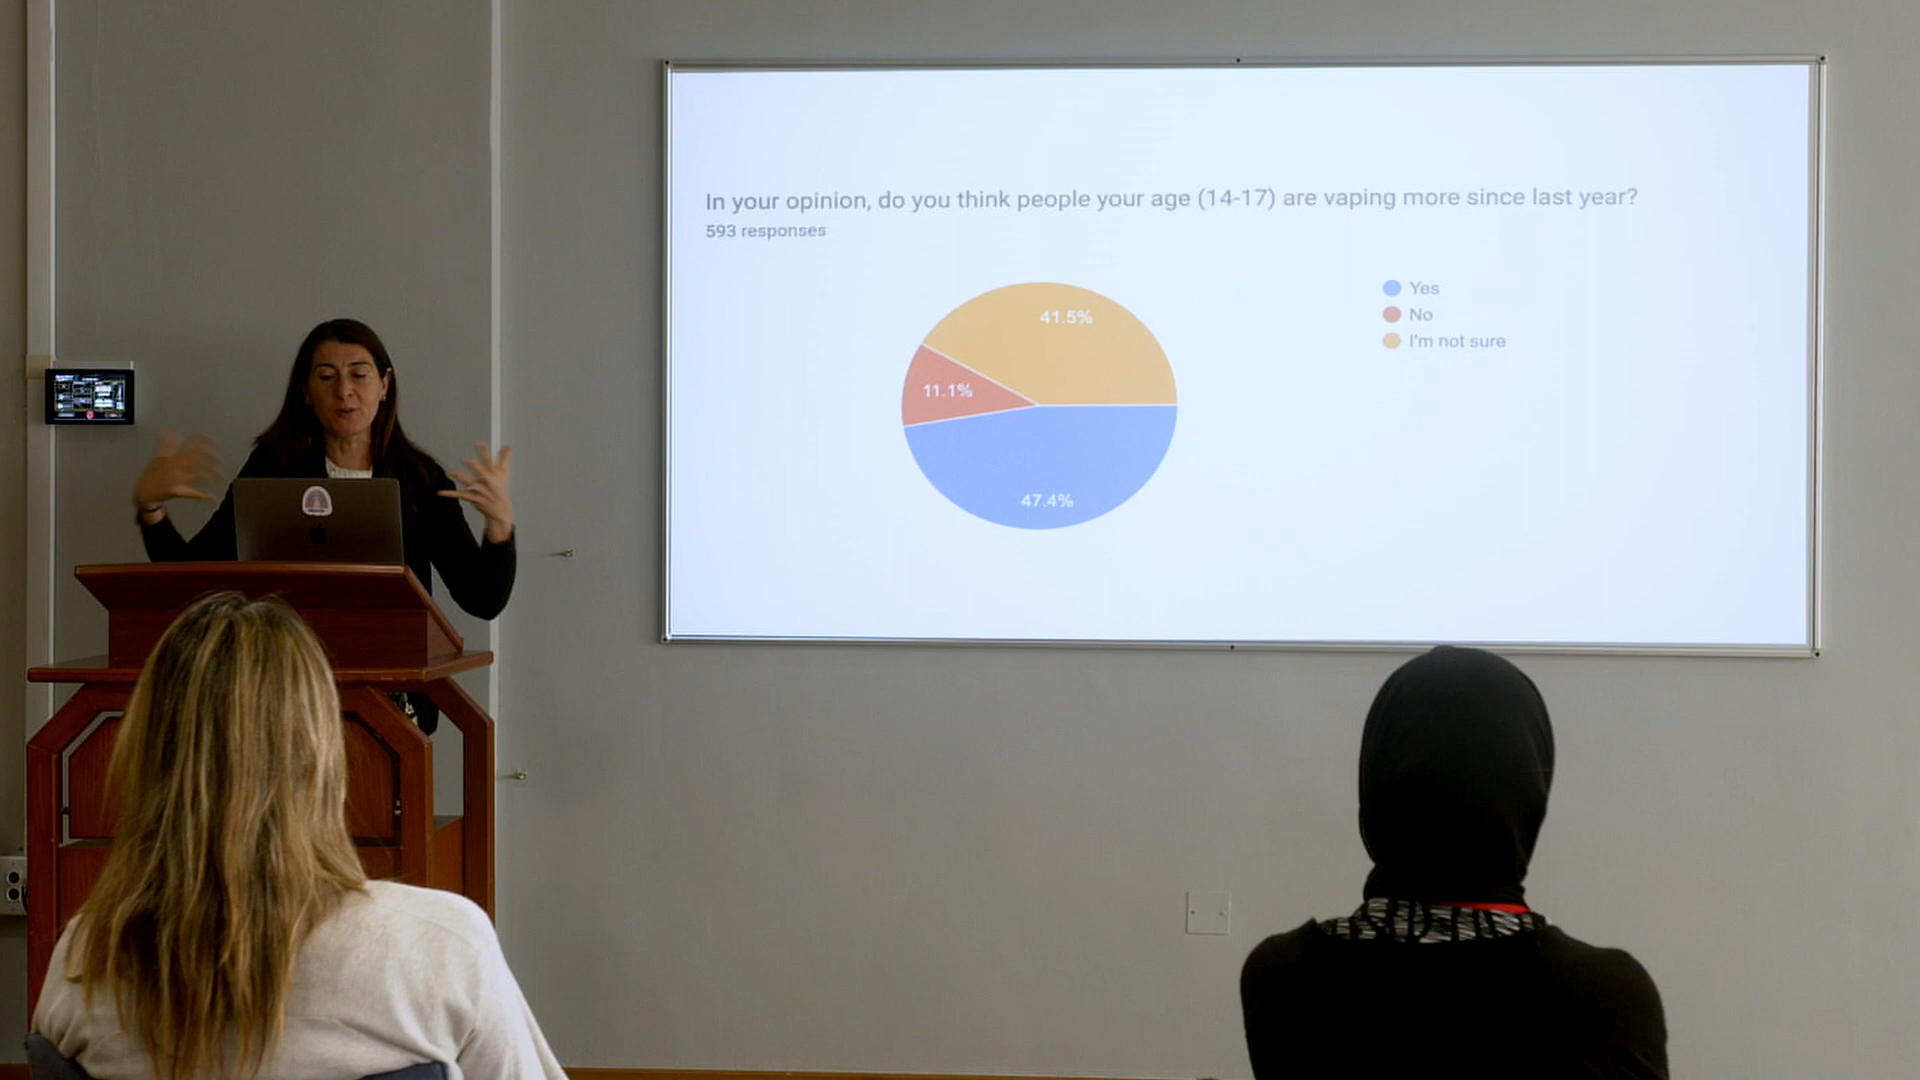 In your opinion, do you think people your age (14-17) are vaping more since last year?
593 responses
41.5%
11.1%
47.4%
Yes
No
I'm not sure